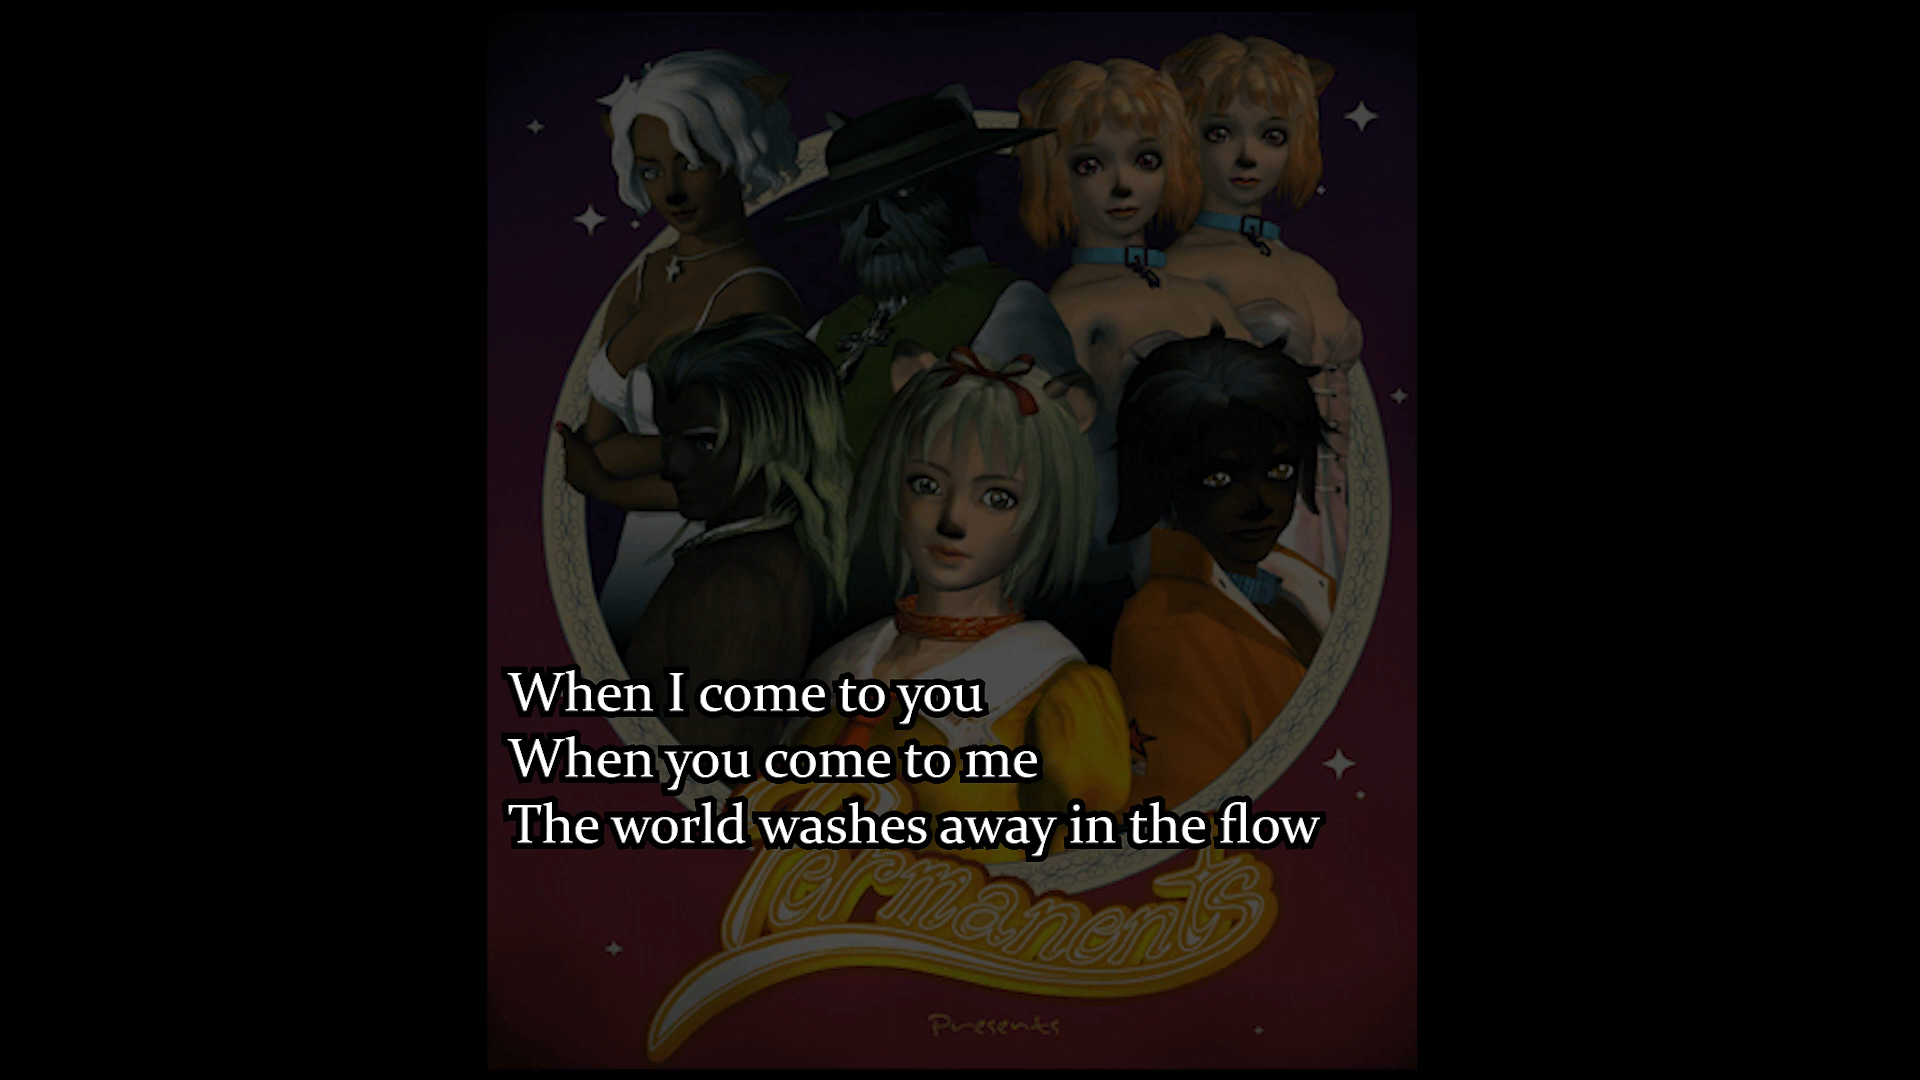 When I come to you
When you come to me
The world washes away in the flow
Permanents
Presents